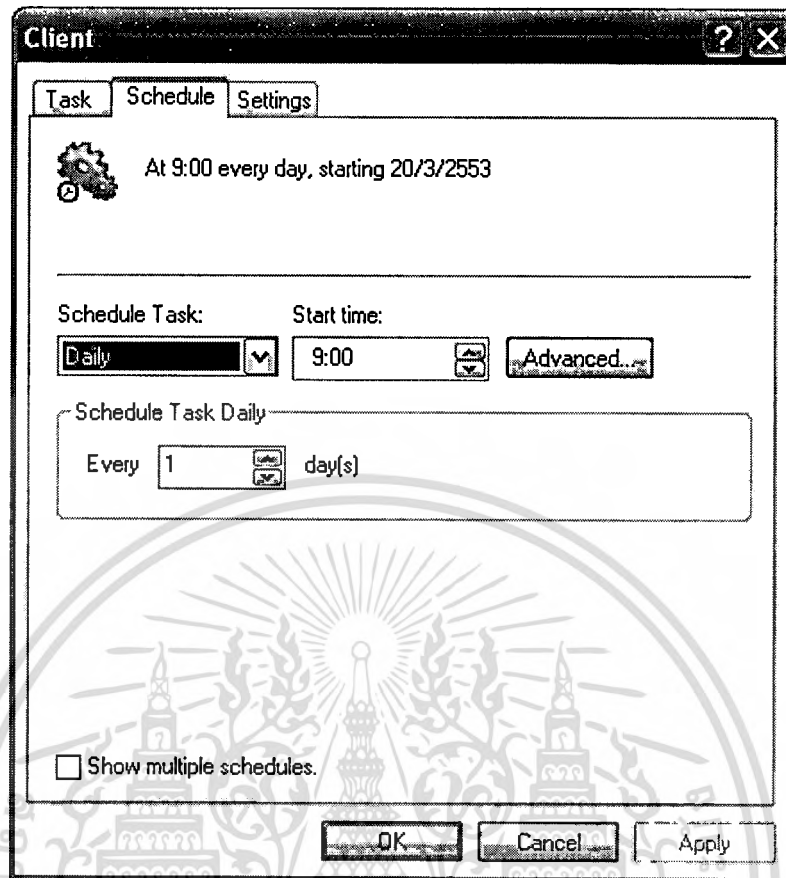 Client
Task Schedule Settings
At 9:00 every day, starting 20/3/2553
Schedule Task: Start time:
Daily 9:00 Advanced...
Schedule Task Daily
Every 1 day(s)
Show multiple schedules.
OK Cancel Apply